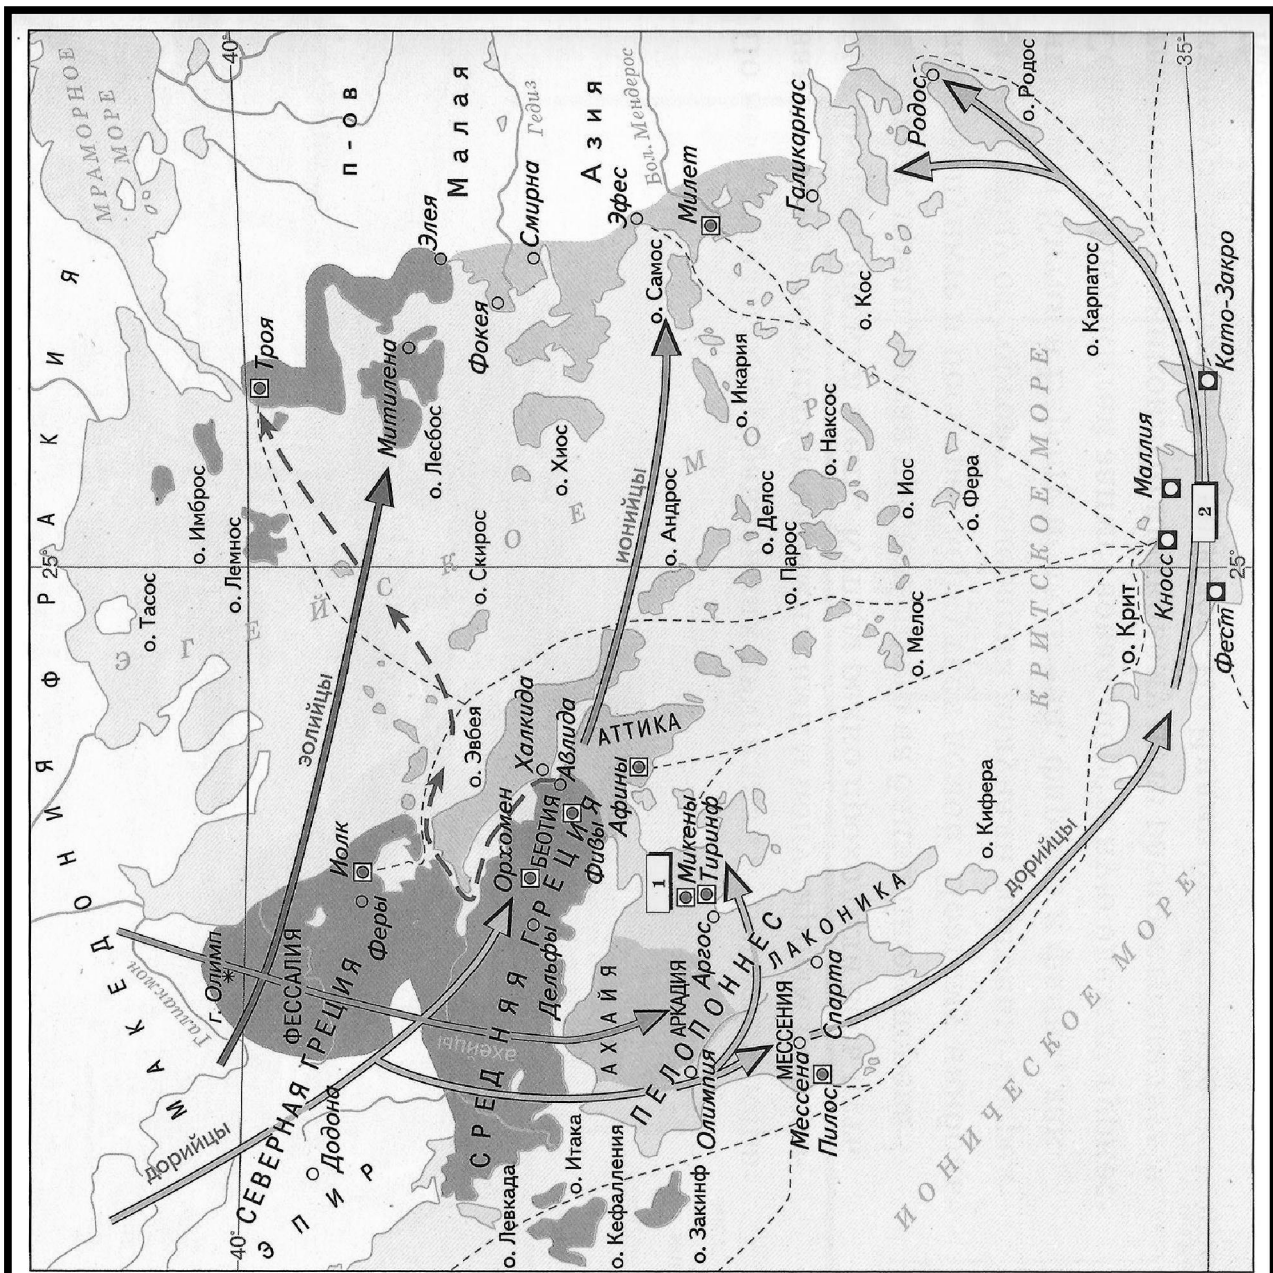 МРАМОРНОЕ
МОРЕ
ФРАКИЯ
МАКЕДОНИЯ
40°
25°
о. Тасос
о. Имброс
о. Лемнос
Троя
п-ов
Малая
Азия
Галиакмон
г. Олимп
ФЕССАЛИЯ
Иолк
Феры
эолийцы
ЭГЕЙСКОЕ МОРЕ
Митилена
о. Лесбос
Элея
Гедиз
Фокея
Смирна
о. Скирос
о. Хиос
дорийцы
40°
СЕВЕРНАЯ ГРЕЦИЯ
ЭПИР
Додона
ахейцы
СРЕДНЯЯ ГРЕЦИЯ
о. Эвбея
Халкида
Авлида
Орхомен
БЕОТИЯ
Фивы
Дельфы
АТТИКА
Афины
ионийцы
о. Андрос
о. Самос
Эфес
Бол. Мендерос
Милет
о. Икария
о. Левкада
о. Итака
о. Кефалления
о. Закинф
АХАЙЯ
ПЕЛОПОННЕС
АРКАДИЯ
1
Микены
Тиринф
Аргос
Олимпия
МЕССЕНИЯ
Мессена
Пилос
Спарта
ЛАКОНИКА
о. Делос
о. Парос
о. Наксос
о. Иос
о. Мелос
о. Фера
Галикарнас
о. Кос
Родос
о. Родос
о. Кифера
дорийцы
КРИТСКОЕ МОРЕ
ИОНИЧЕСКОЕ МОРЕ
о. Карпатос
о. Крит
Кносс
Маллия
2
Фест
Като-Закро
25°
35°